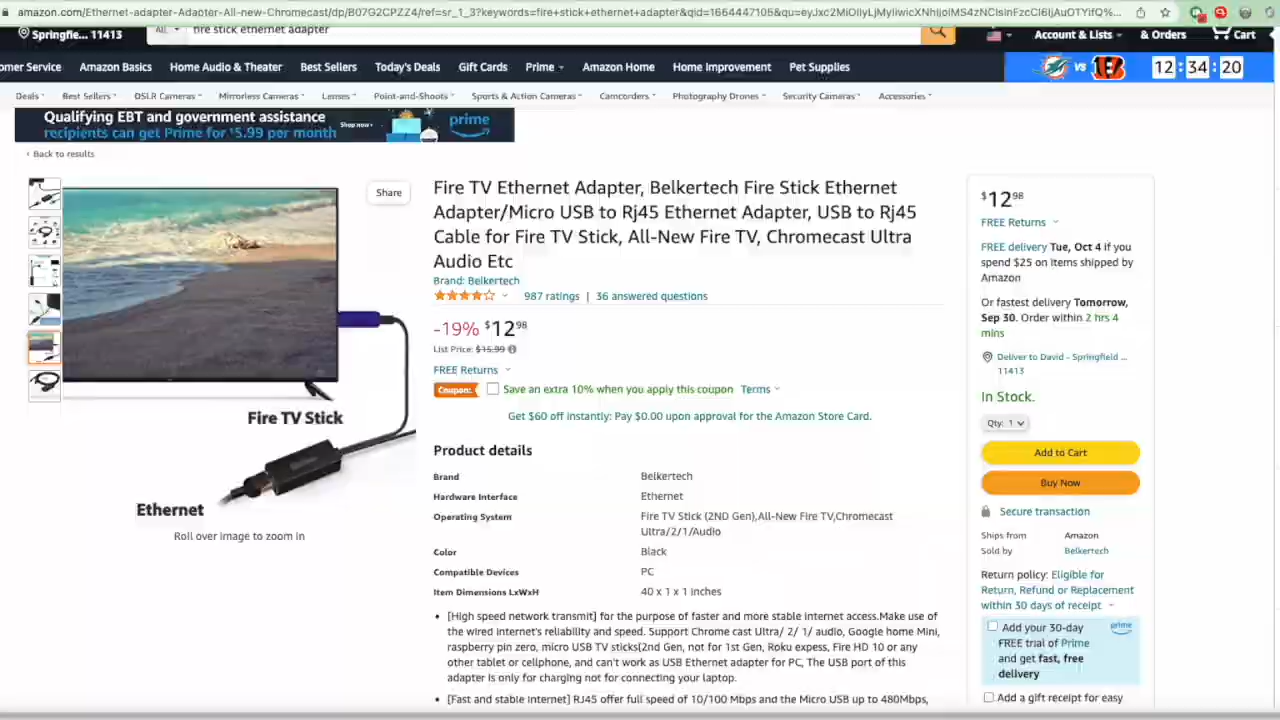 amazon.com/Ethernet-adapter-Adapter-All-new-Chromecast/dp/B07G2CPZZ4/ref=sr_1_3?keywords=fire+stick+ethernet+adapter&qid=1664447105&qu=
Springfie... 11413
All
fire stick ethernet adapter
Account & Lists
& Orders
Cart
omer Service Amazon Basics Home Audio & Theater Best Sellers Today's Deals Gift Cards Prime Amazon Home Home Improvement Pet Supplies
VS
12:34:20
Deals Best Sellers DSLR Cameras Mirrorless Cameras Lenses Point-and-Shoots Sports & Action Cameras Camcorders Photography Drones Security Cameras Accessories
Qualifying EBT and government assistance
recipients can get Prime for $5.99 per month
Shop now
prime
‹ Back to results
Share
Fire TV Stick
Ethernet
Roll over image to zoom in
Fire TV Ethernet Adapter, Belkertech Fire Stick Ethernet
Adapter/Micro USB to Rj45 Ethernet Adapter, USB to Rj45
Cable for Fire TV Stick, All-New Fire TV, Chromecast Ultra
Audio Etc
Brand: Belkertech
987 ratings | 36 answered questions
-19% $12 98
List Price: $15.99
FREE Returns
Coupon: Save an extra 10% when you apply this coupon Terms
Get $60 off instantly: Pay $0.00 upon approval for the Amazon Store Card.
Product details
Brand Belkertech
Hardware Interface Ethernet
Operating System Fire TV Stick (2ND Gen),All-New Fire TV,Chromecast
Ultra/2/1/Audio
Color Black
Compatible Devices PC
Item Dimensions LxWxH 40 x 1 x 1 inches
• [High speed network transmit] for the purpose of faster and more stable internet access.Make use of
the wired internet's reliability and speed. Support Chrome cast Ultra/ 2/ 1/ audio, Google home Mini,
raspberry pin zero, micro USB TV sticks(2nd Gen, not for 1st Gen, Roku expess, Fire HD 10 or any
other tablet or cellphone, and can't work as USB Ethernet adapter for PC, The USB port of this
adapter is only for charging not for connecting your laptop.
• [Fast and stable Internet] RJ45 offer full speed of 10/100 Mbps and the Micro USB up to 480Mbps,
$12 98
FREE Returns
FREE delivery Tue, Oct 4 if you
spend $25 on items shipped by
Amazon
Or fastest delivery Tomorrow,
Sep 30. Order within 2 hrs 4
mins
Deliver to David - Springfield ...
11413
In Stock.
Qty: 1
Add to Cart
Buy Now
Secure transaction
Ships from Amazon
Sold by Belkertech
Return policy: Eligible for
Return, Refund or Replacement
within 30 days of receipt
Add your 30-day
FREE trial of Prime
and get fast, free
delivery
prime
Add a gift receipt for easy